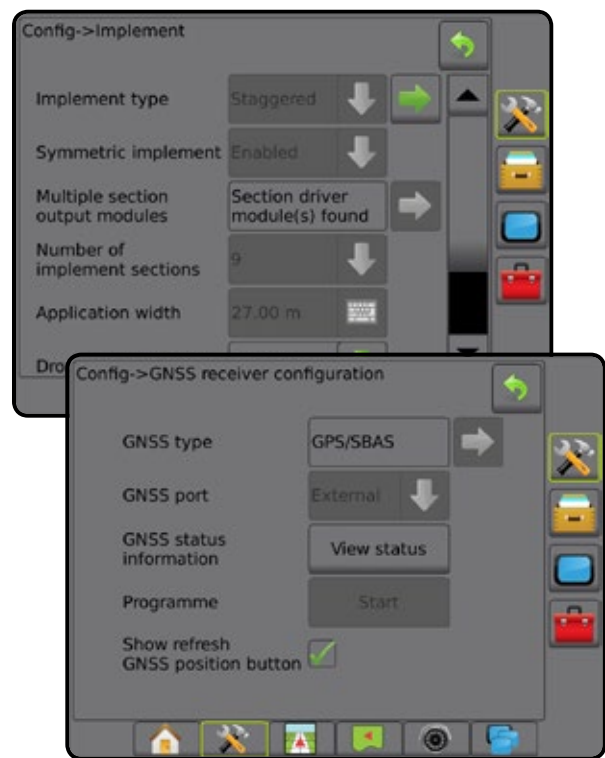 Config->Implement
Implement type
Staggered
Symmetric implement
Enabled
Multiple section
output modules
Section driver
module(s) found
Number of
implement sections
9
Application width
27.00 m
Dro
Config->GNSS receiver configuration
GNSS type
GPS/SBAS
GNSS port
External
GNSS status
information
View status
Programme
Start
Show refresh
GNSS position button